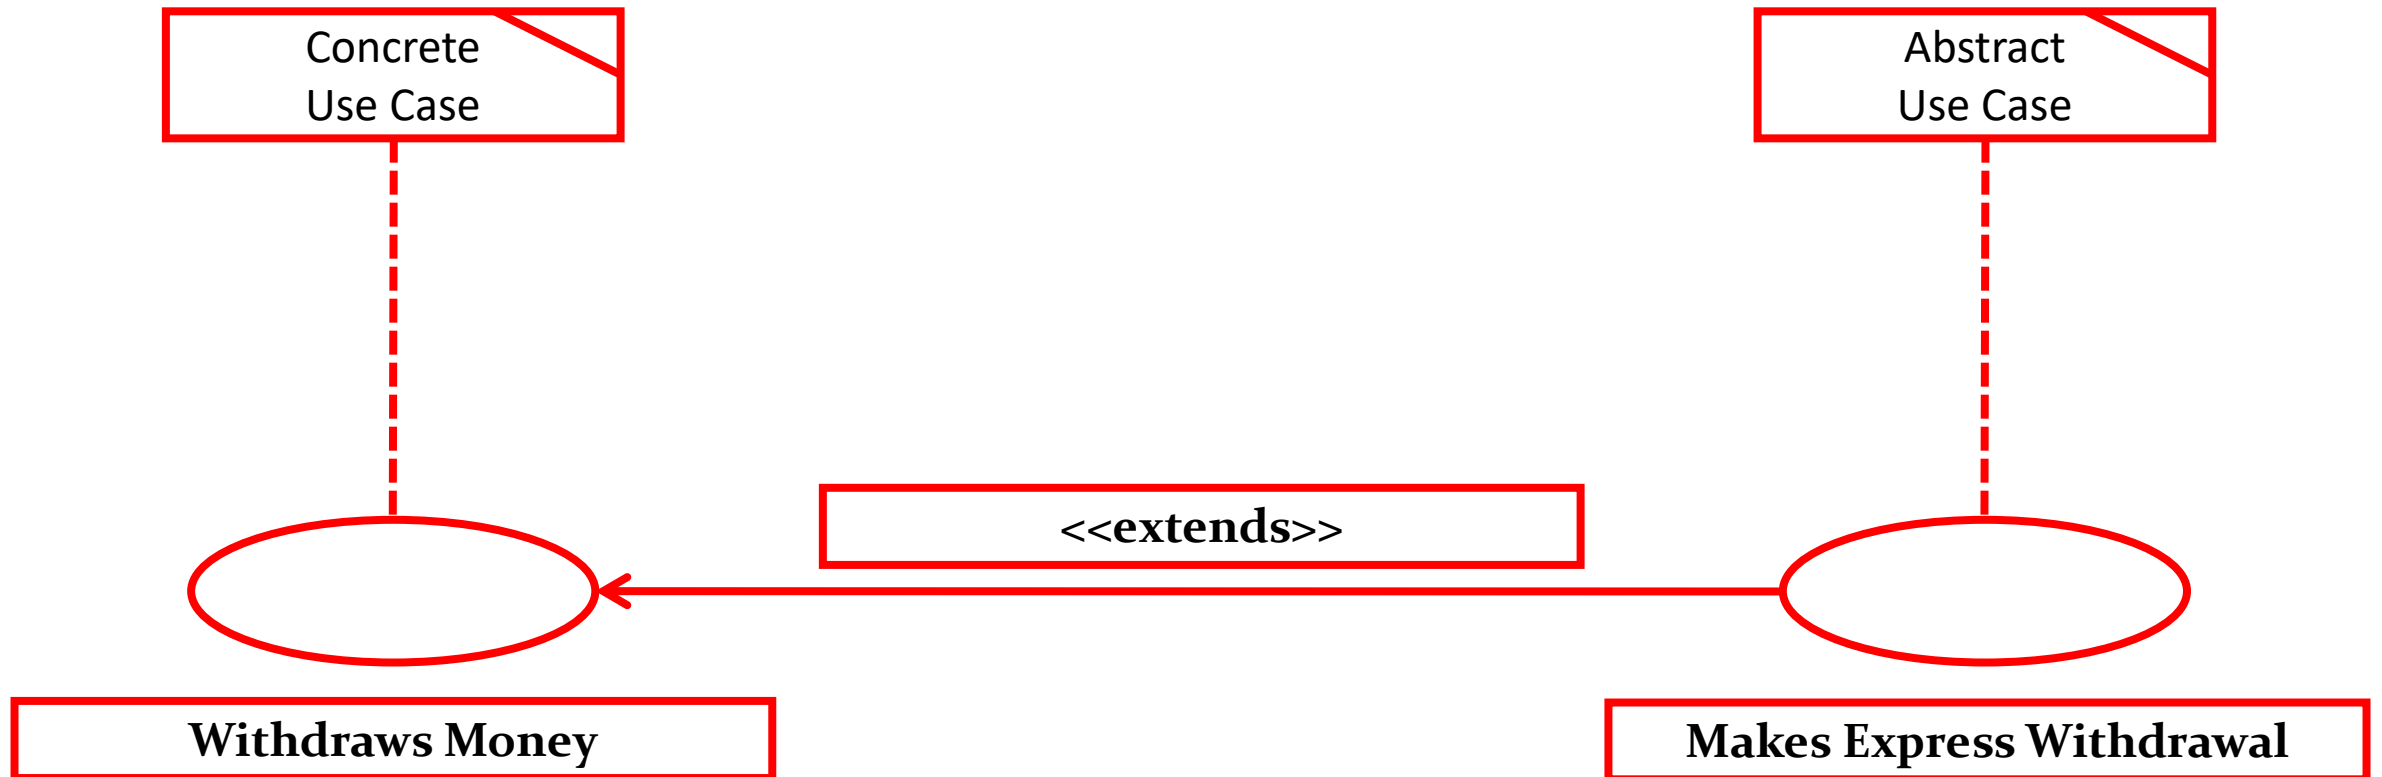 Concrete
Use Case
Abstract
Use Case
<<extends>>
Withdraws Money
Makes Express Withdrawal